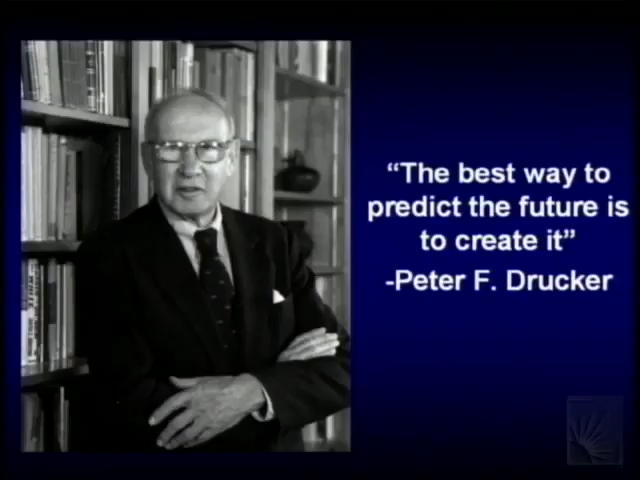 “The best way to
predict the future is
to create it”
-Peter F. Drucker